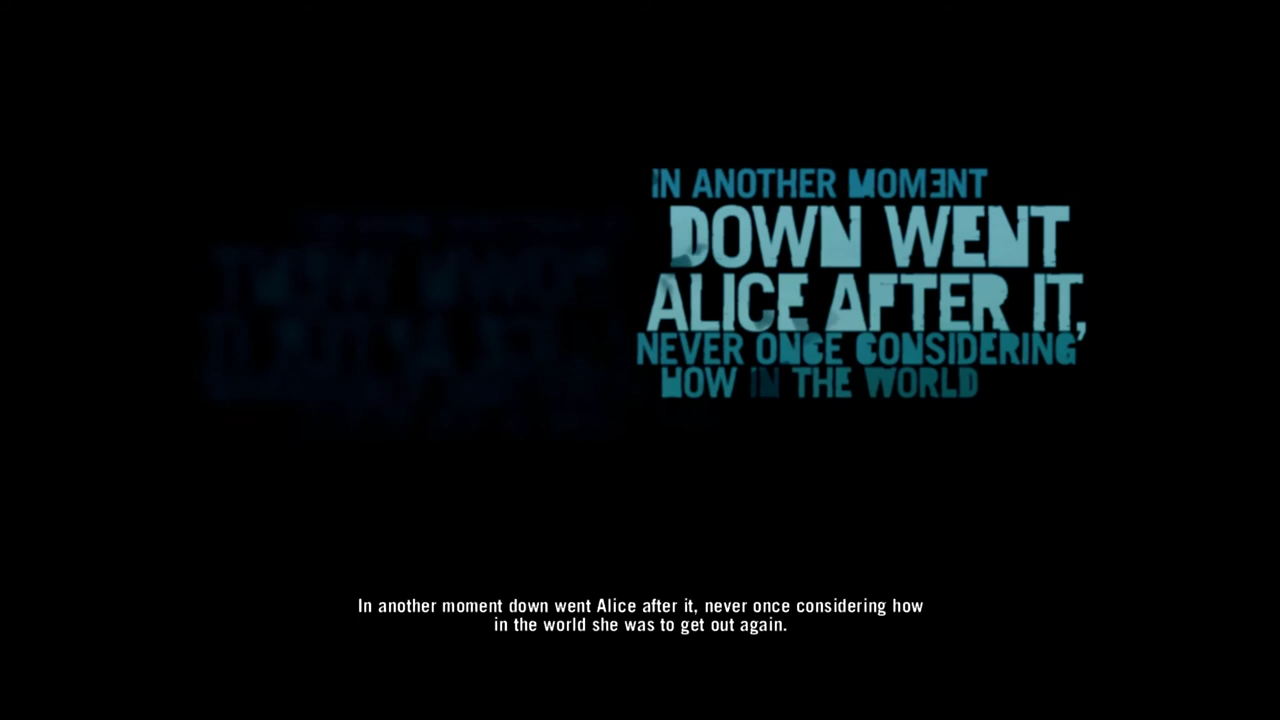 IN ANOTHER MOMENT
DOWN WENT
ALICE AFTER IT,
NEVER ONCE CONSIDERING
HOW IN THE WORLD
In another moment down went Alice after it, never once considering how
in the world she was to get out again.